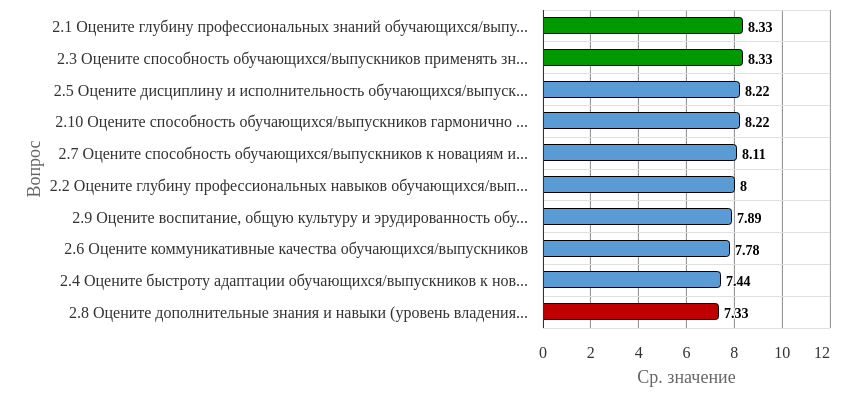 2.1 Оцените глубину профессиональных знаний обучающихся/выпу... 8.33
2.3 Оцените способность обучающихся/выпускников применять зн... 8.33
2.5 Оцените дисциплину и исполнительность обучающихся/выпуск... 8.22
2.10 Оцените способность обучающихся/выпускников гармонично ... 8.22
2.7 Оцените способность обучающихся/выпускников к новациям и... 8.11
2.2 Оцените глубину профессиональных навыков обучающихся/вып... 8
2.9 Оцените воспитание, общую культуру и эрудированность обу... 7.89
2.6 Оцените коммуникативные качества обучающихся/выпускников 7.78
2.4 Оцените быстроту адаптации обучающихся/выпускников к нов... 7.44
2.8 Оцените дополнительные знания и навыки (уровень владения... 7.33
Вопрос
0 2 4 6 8 10 12
Ср. значение